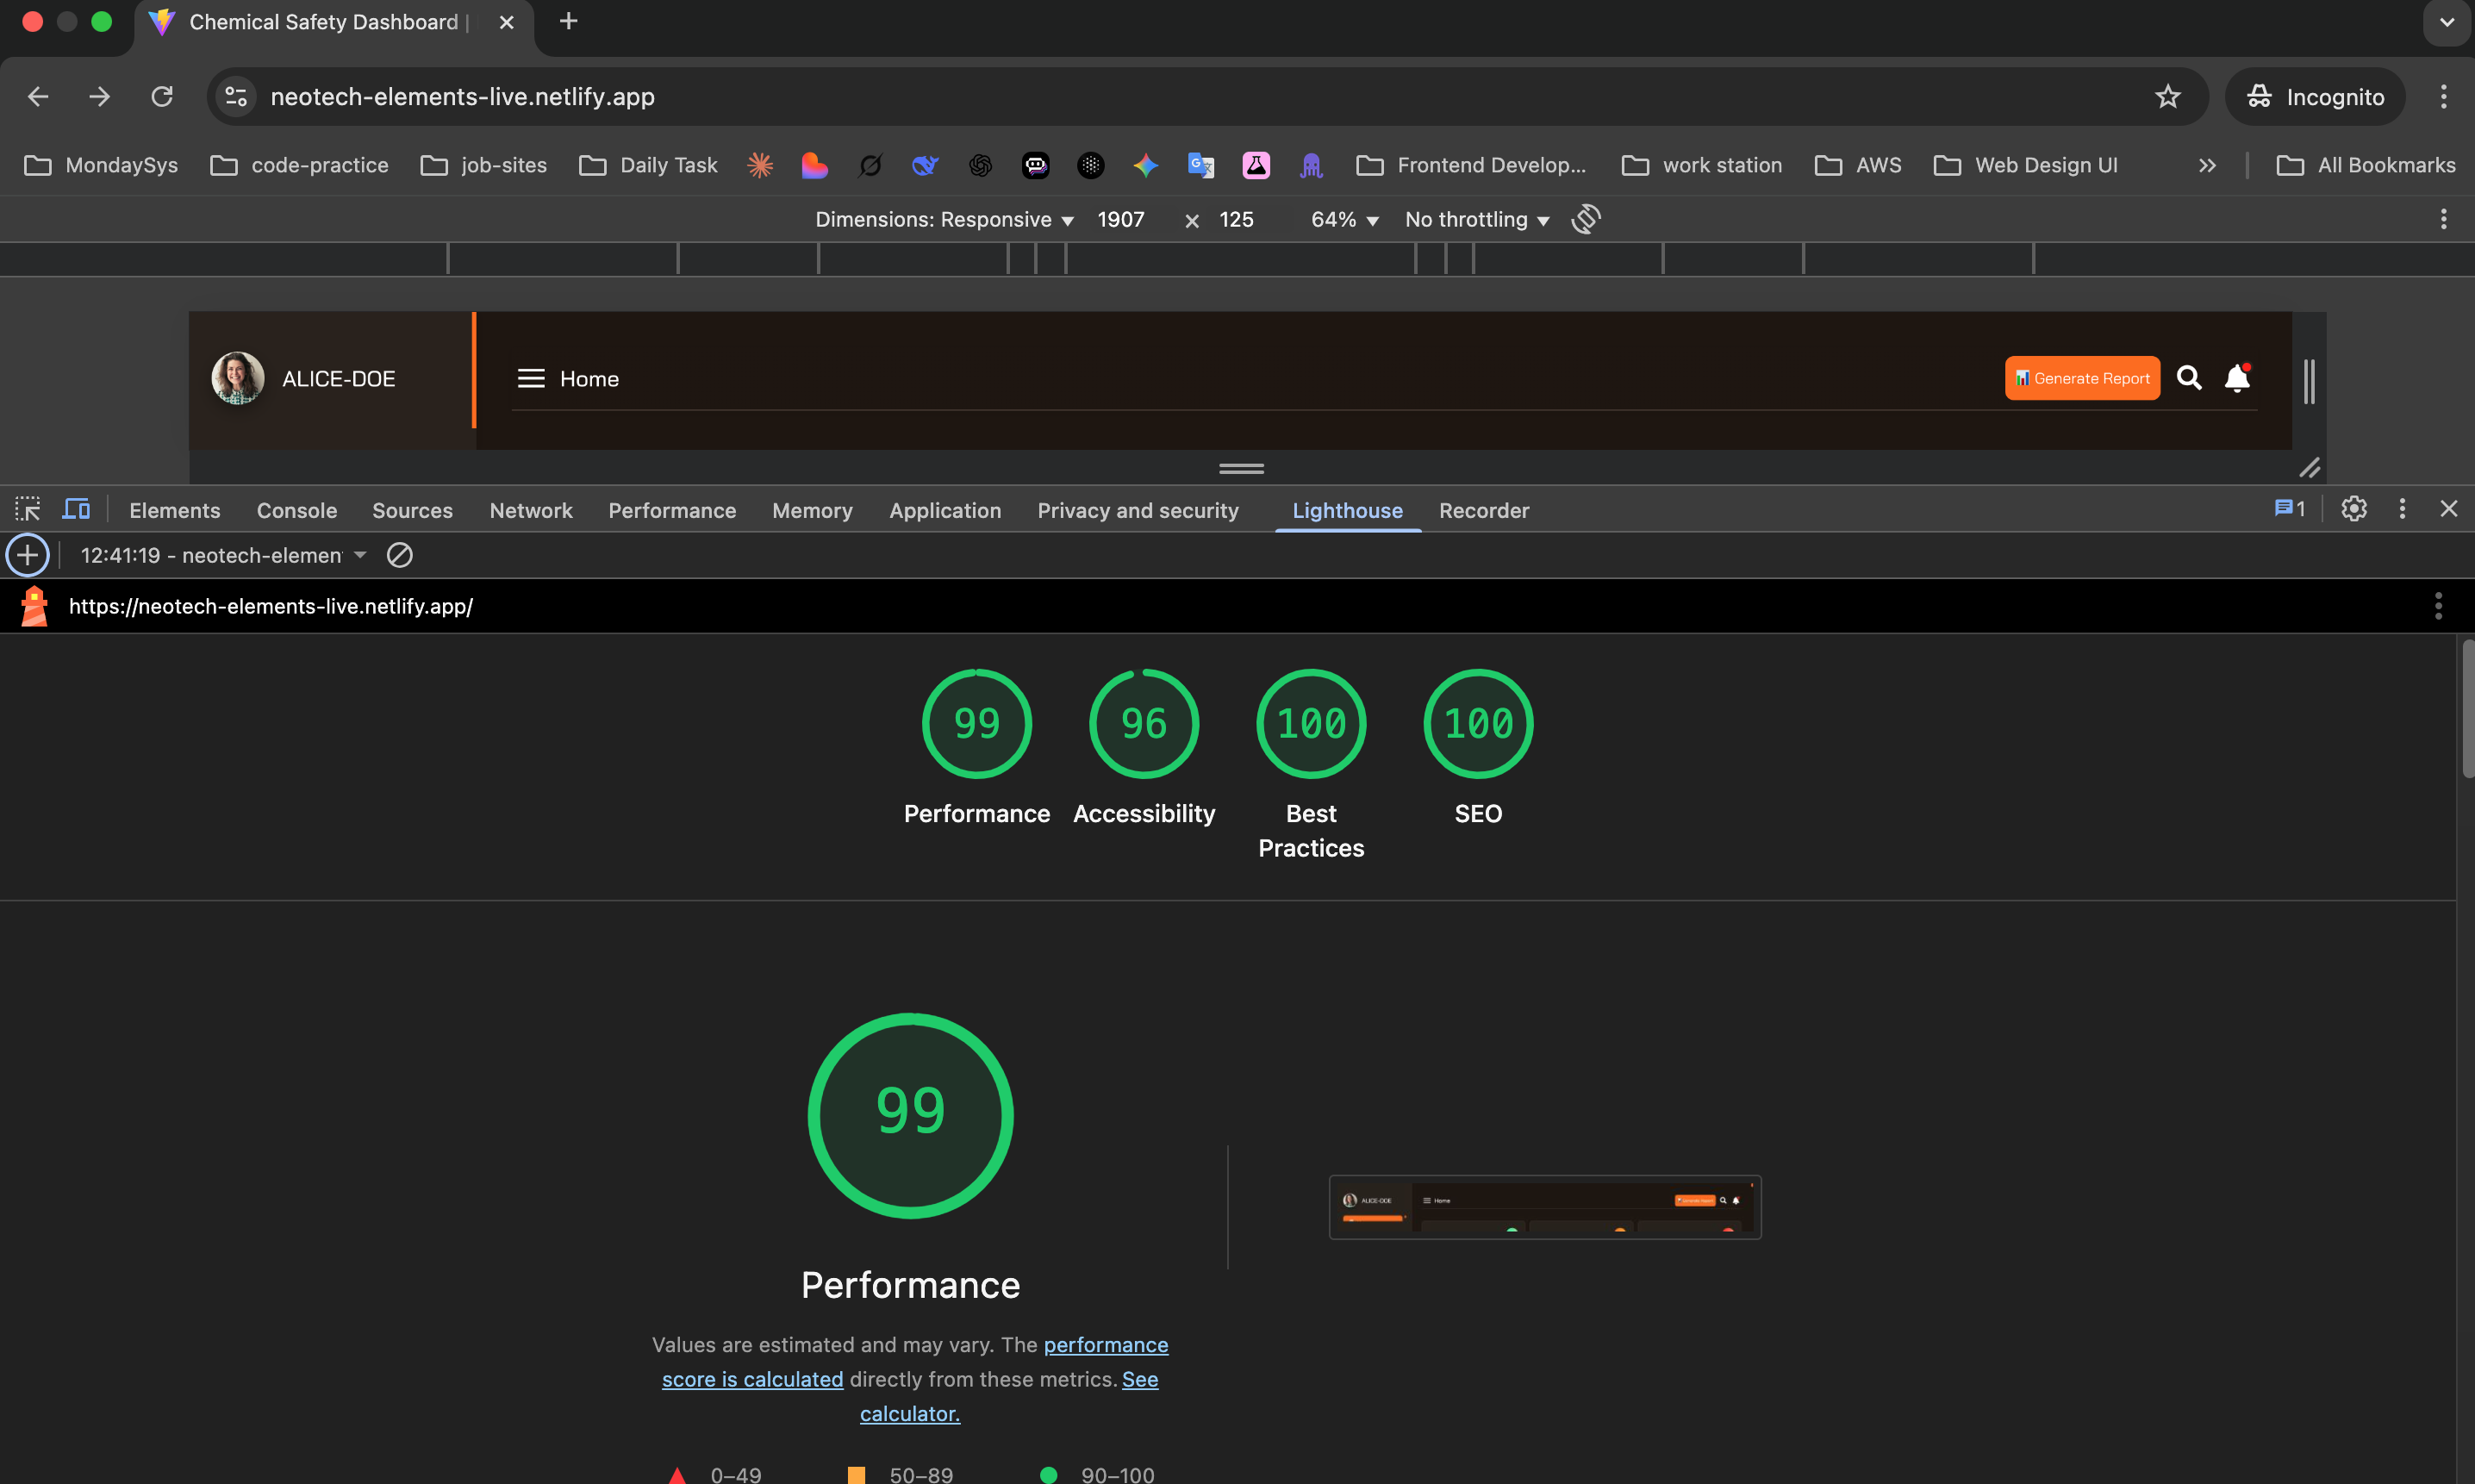 Chemical Safety Dashboard |
neotech-elements-live.netlify.app
Incognito
MondaySys
code-practice
job-sites
Daily Task
Frontend Develop...
work station
AWS
Web Design UI
All Bookmarks
Dimensions: Responsive 1907 × 125 64% No throttling
ALICE-DOE
Home
Generate Report
Elements Console Sources Network Performance Memory Application Privacy and security Lighthouse Recorder 1
12:41:19 - neotech-elemen
https://neotech-elements-live.netlify.app/
99 96 100 100
Performance Accessibility Best SEO
Practices
99
ALICE-DOE Home
Performance
Values are estimated and may vary. The performance
score is calculated directly from these metrics. See
calculator.
0–49 50–89 90–100